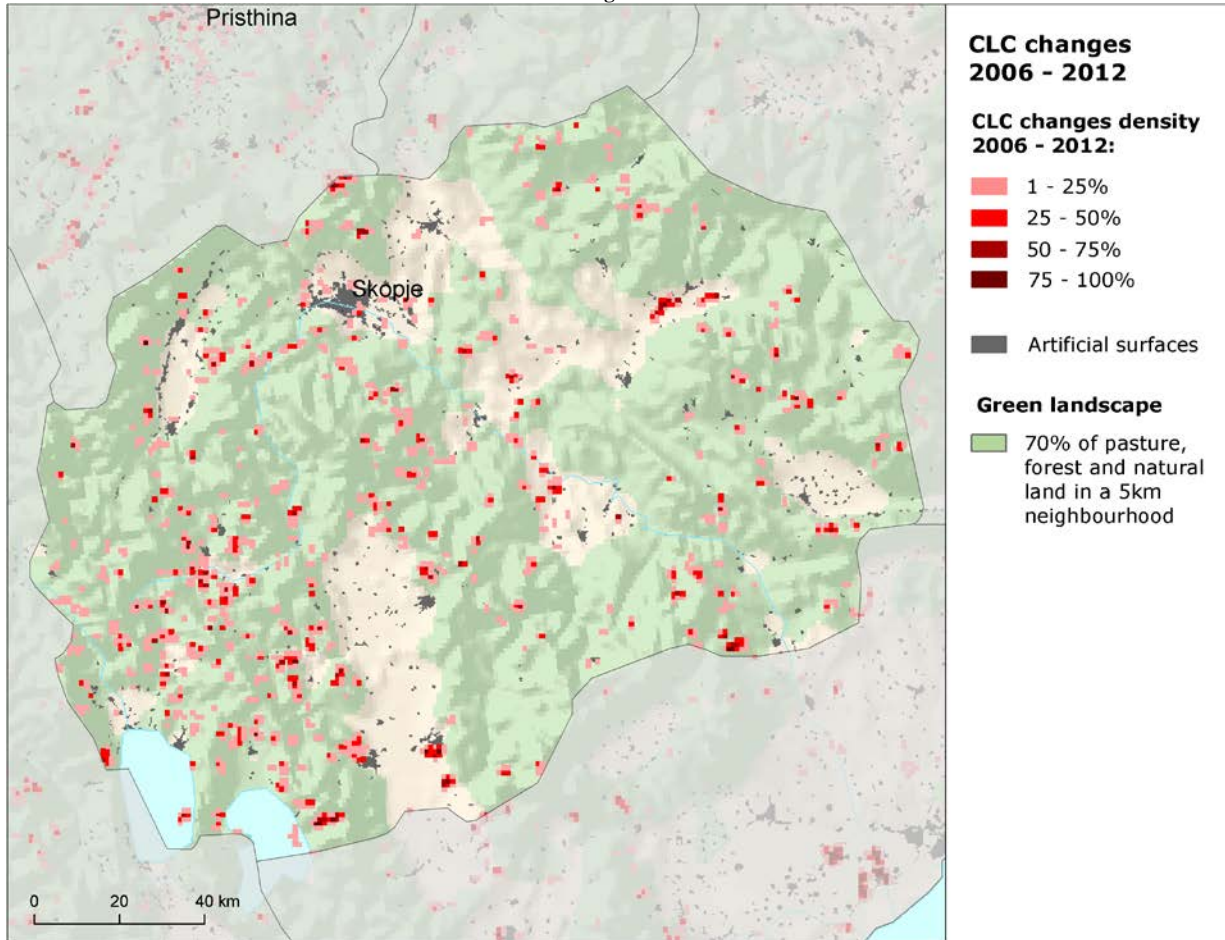 Pristhina
Skopje
0 20 40 km
CLC changes
2006 - 2012
CLC changes density
2006 - 2012:
1 - 25%
25 - 50%
50 - 75%
75 - 100%
Artificial surfaces
Green landscape
70% of pasture,
forest and natural
land in a 5km
neighbourhood